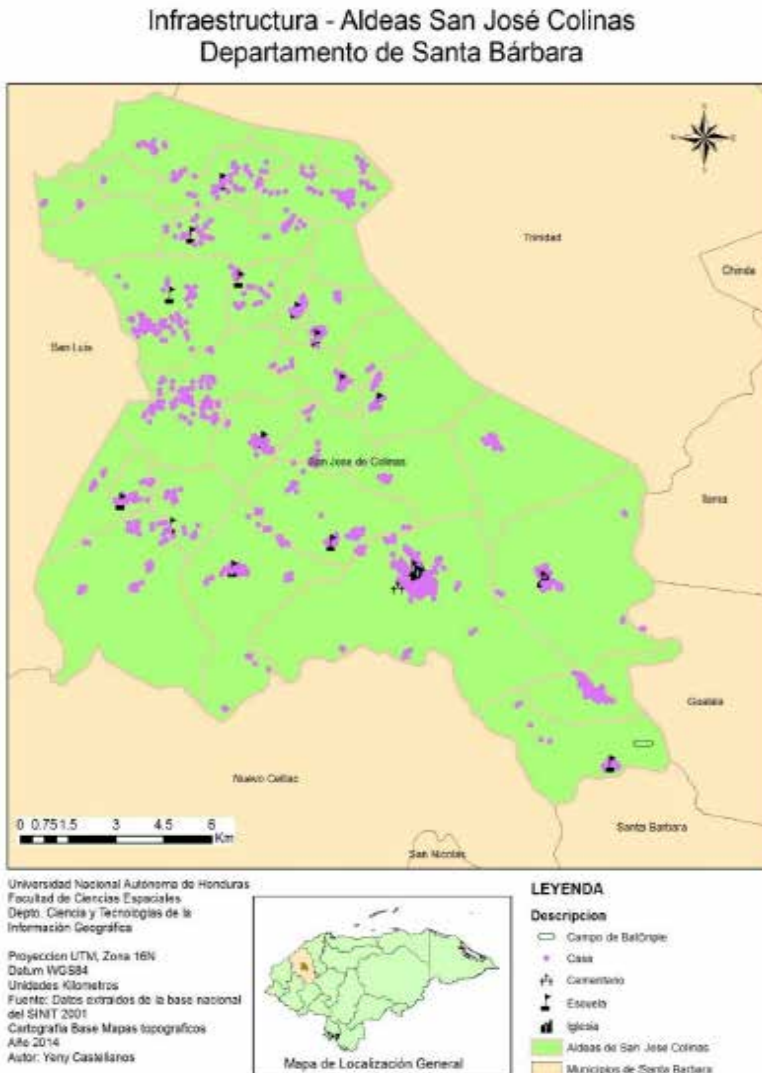 Infraestructura - Aldeas San José Colinas
Departamento de Santa Bárbara
Trinidad
Chinda
San Luis
San Jose de Colinas
Ilama
Gualala
Nuevo Celilac
Santa Barbara
San Nicolás
0 0.75 1.5 3 4.5 6
Km
Universidad Nacional Autónoma de Honduras
Facultad de Ciencias Espaciales
Depto. Ciencia y Tecnologías de la
Información Geográfica
Proyeccion UTM, Zona 16N
Datum WGS84
Unidades Kilometros
Fuente: Datos extraidos de la base nacional
del SINIT 2001
Cartografía Base Mapas topograficos
Año 2014
Autor: Yeny Castellanos
Mapa de Localización General
LEYENDA
Descripcion
Campo de Balónpie
Casa
Cementerio
Escuela
Iglesia
Aldeas de San Jose Colinas
Municipios de Santa Barbara